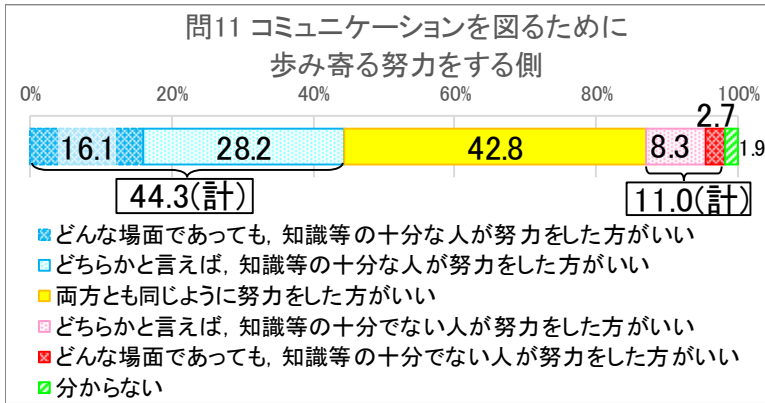 問11 コミュニケーションを図るために
歩み寄る努力をする側
0% 20% 40% 60% 80% 100%
2.7
16.1 28.2 42.8 8.3 1.9
44.3(計) 11.0(計)
どんな場面であっても，知識等の十分な人が努力をした方がいい
どちらかと言えば，知識等の十分な人が努力をした方がいい
両方とも同じように努力をした方がいい
どちらかと言えば，知識等の十分でない人が努力をした方がいい
どんな場面であっても，知識等の十分でない人が努力をした方がいい
分からない